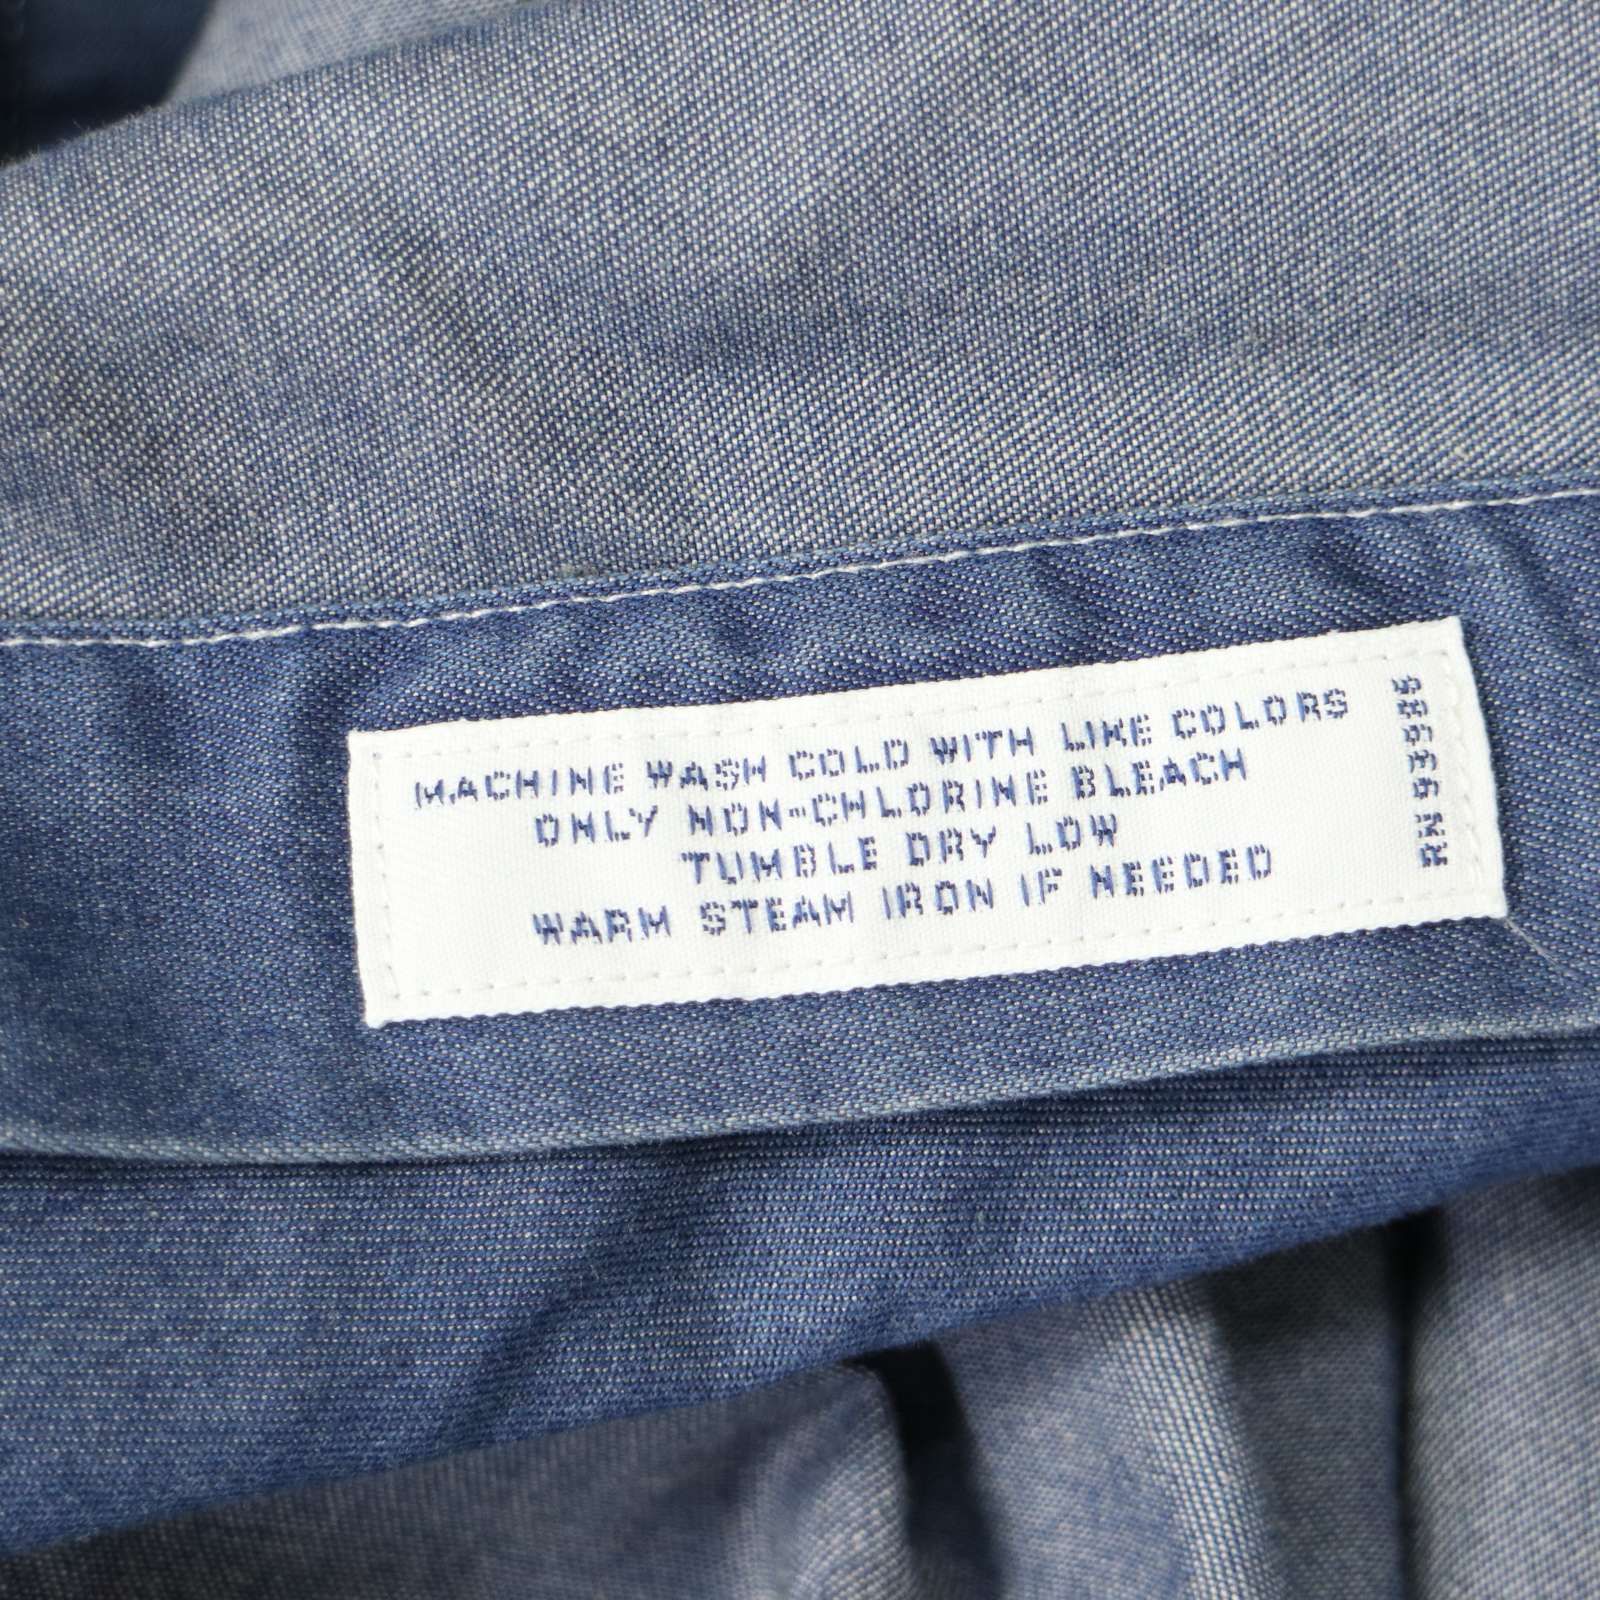 MACHINE WASH COLD WITH LIKE COLORS
ONLY NON-CHLORINE BLEACH
TUMBLE DRY LOW
WARM STEAM IRON IF NEEDED